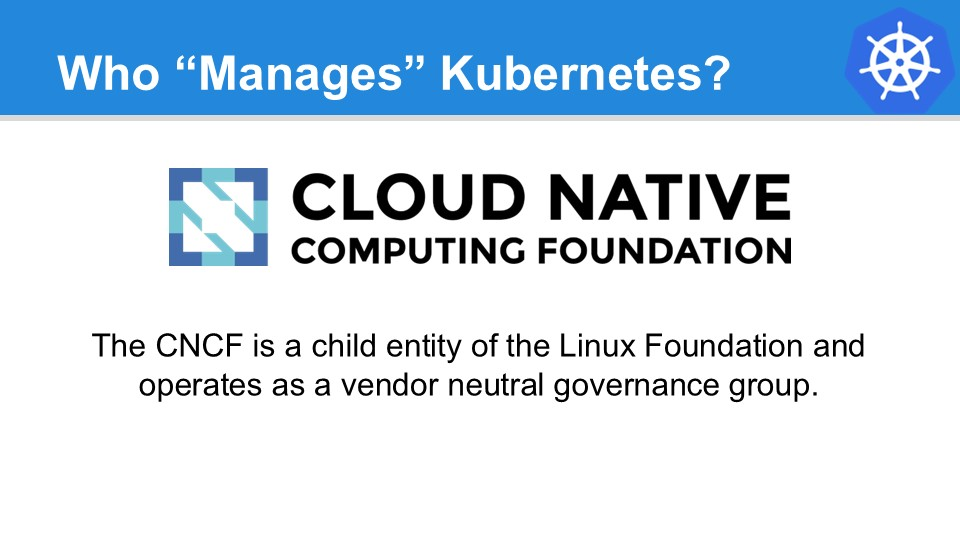 Who “Manages” Kubernetes?
CLOUD NATIVE
COMPUTING FOUNDATION
The CNCF is a child entity of the Linux Foundation and
operates as a vendor neutral governance group.